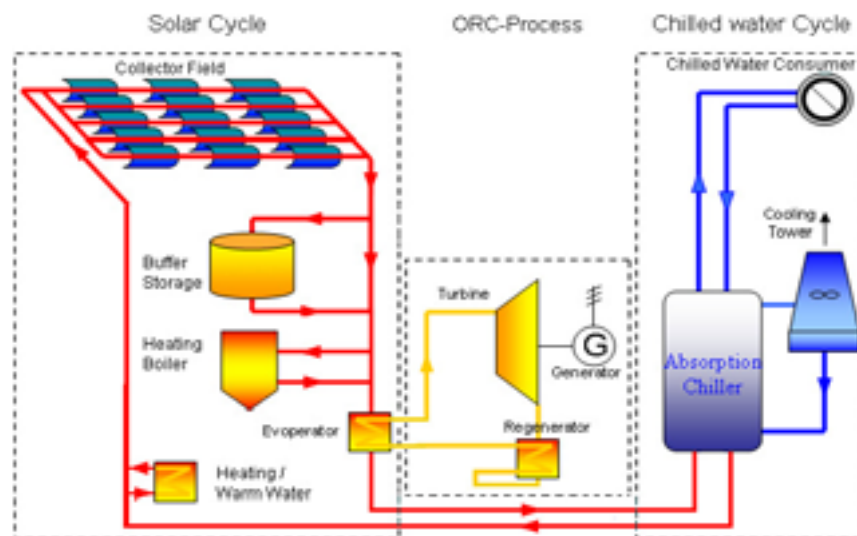 Solar Cycle
ORC-Process
Chilled water Cycle
Collector Field
Chilled Water Consumer
Cooling
Tower
Buffer
Storage
Turbine
Heating
Boiler
G
Generator
Absorption
Chiller
Evoperator
Regenerator
Heating /
Warm Water